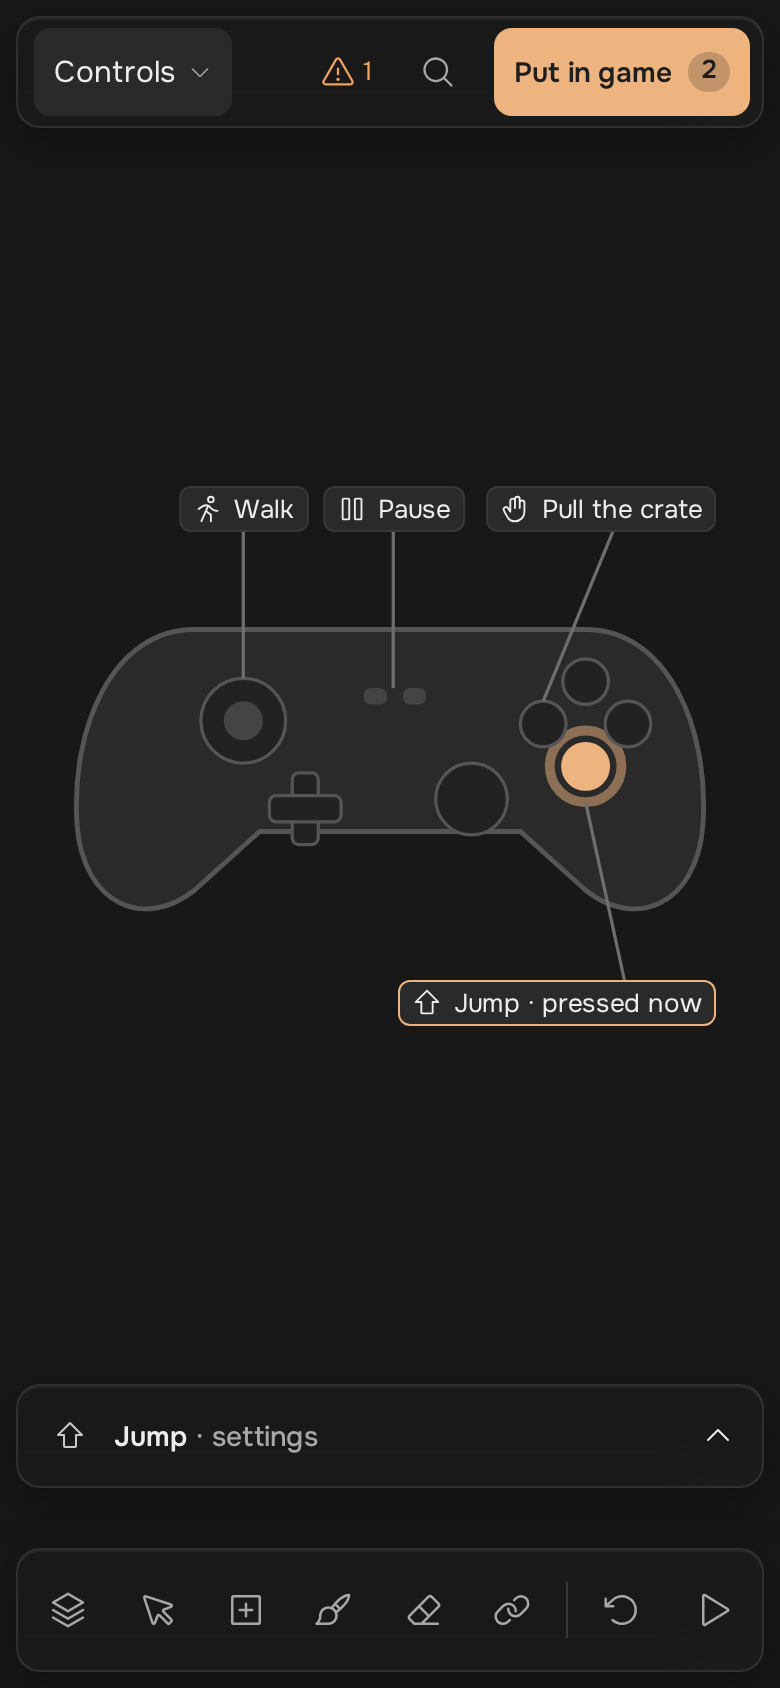 Controls
1
Put in game 2
Walk
Pause
Pull the crate
Jump · pressed now
Jump · settings